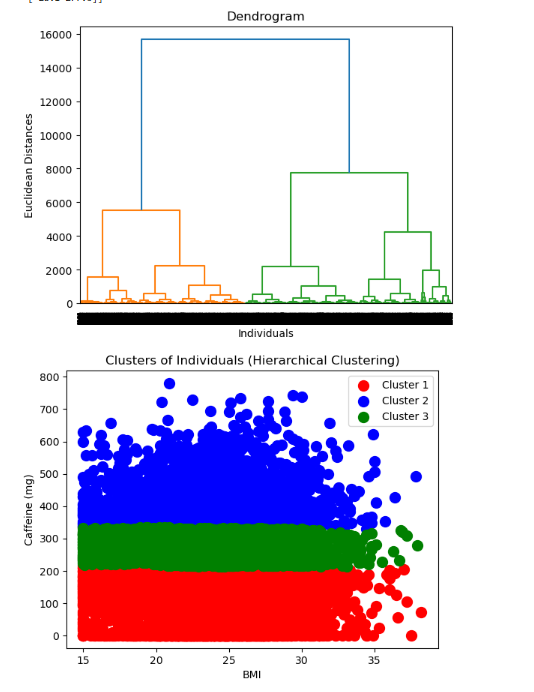 Dendrogram
16000
14000
12000
10000
8000
6000
4000
2000
0
Euclidean Distances
Individuals
Clusters of Individuals (Hierarchical Clustering)
800
700
600
500
400
300
200
100
0
Caffeine (mg)
Cluster 1
Cluster 2
Cluster 3
15 20 25 30 35
BMI